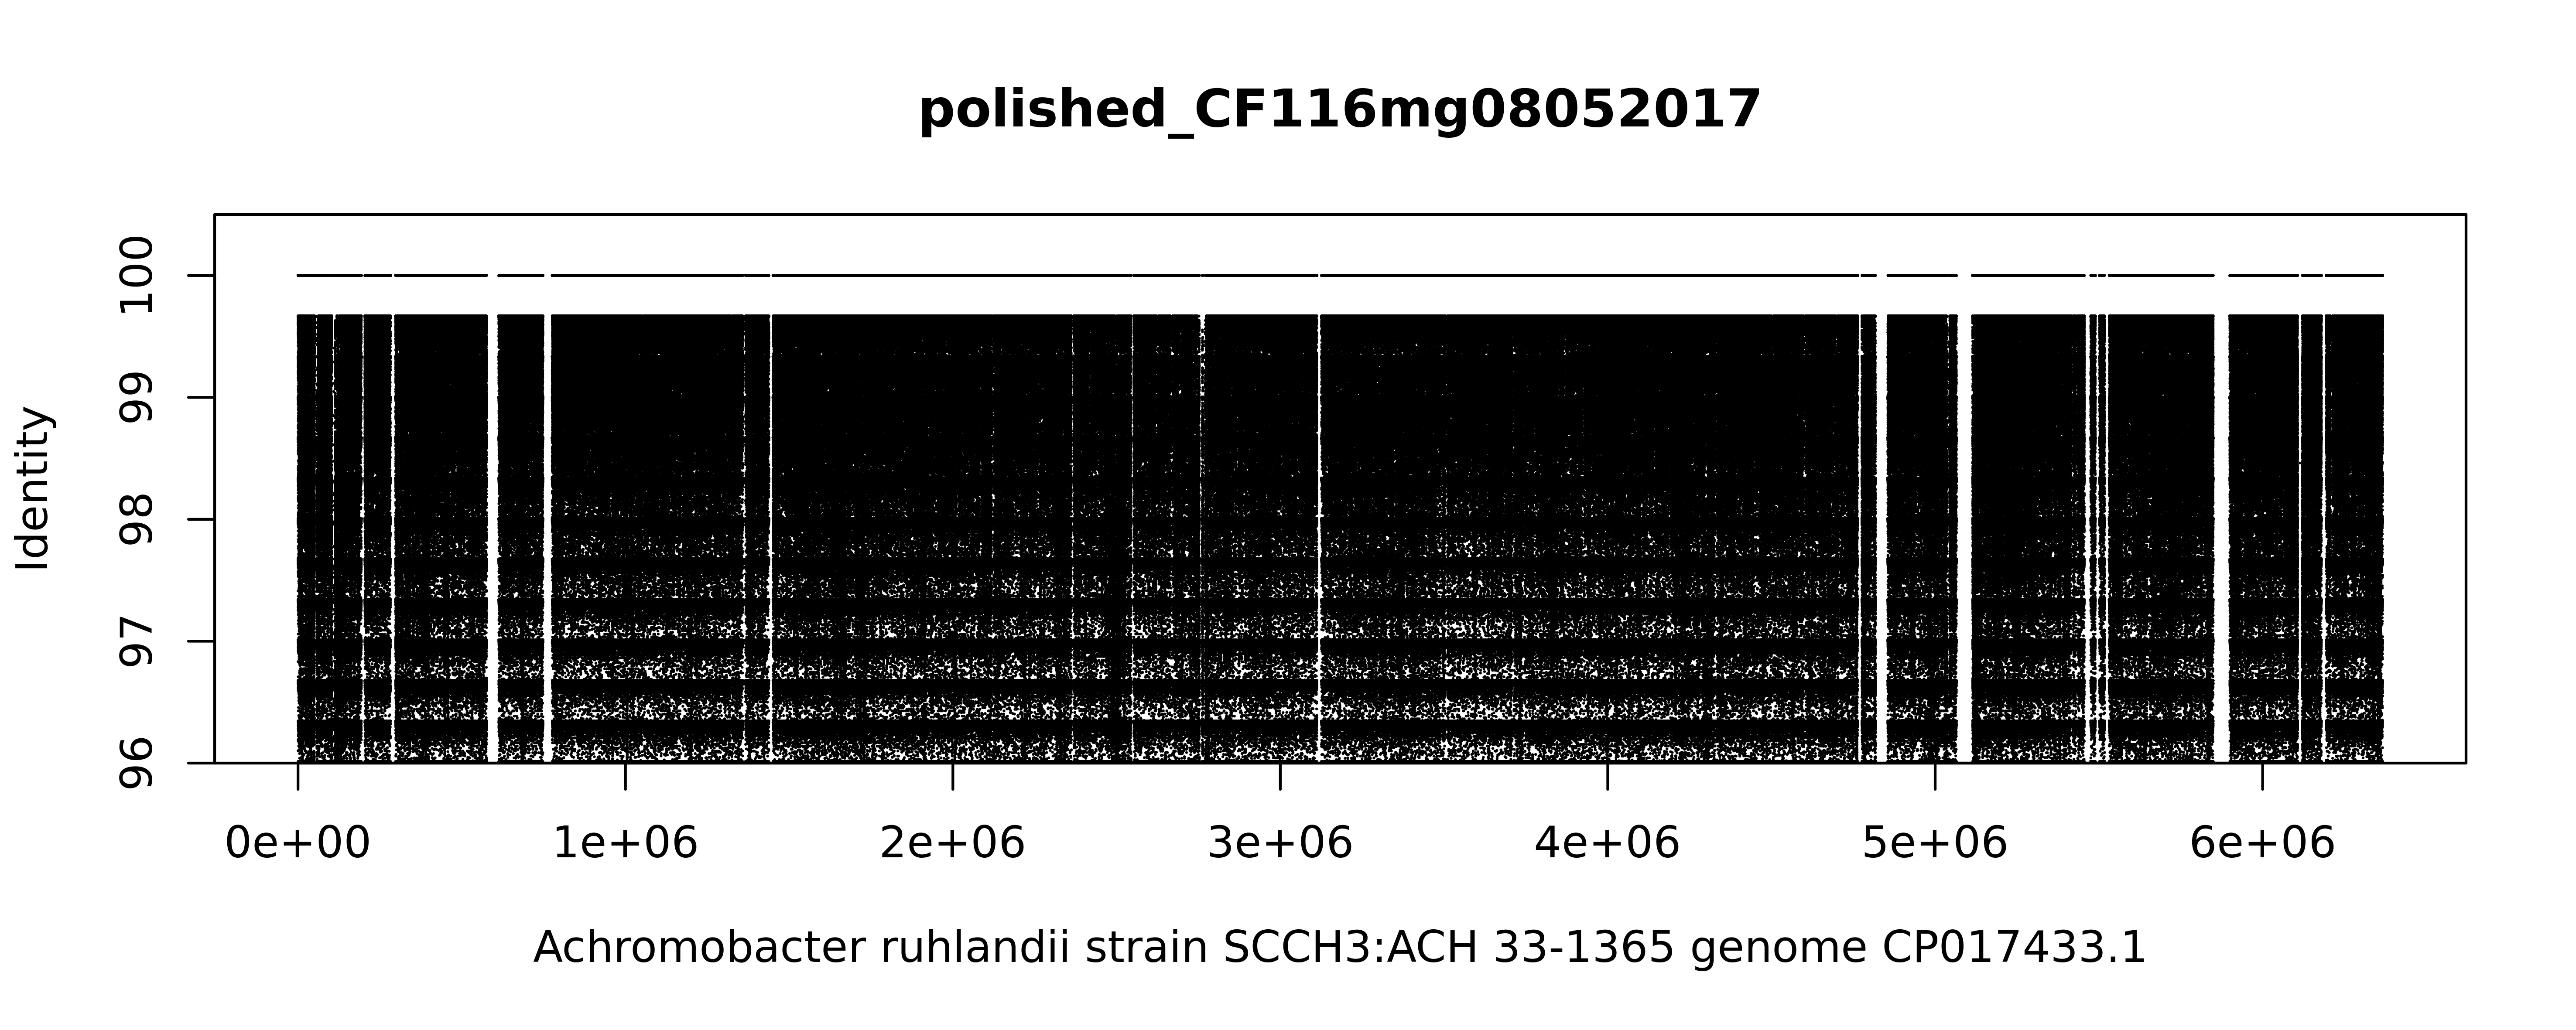 polished_CF116mg08052017
Identity
100
99
98
97
96
0e+00 1e+06 2e+06 3e+06 4e+06 5e+06 6e+06
Achromobacter ruhlandii strain SCCH3:ACH 33-1365 genome CP017433.1